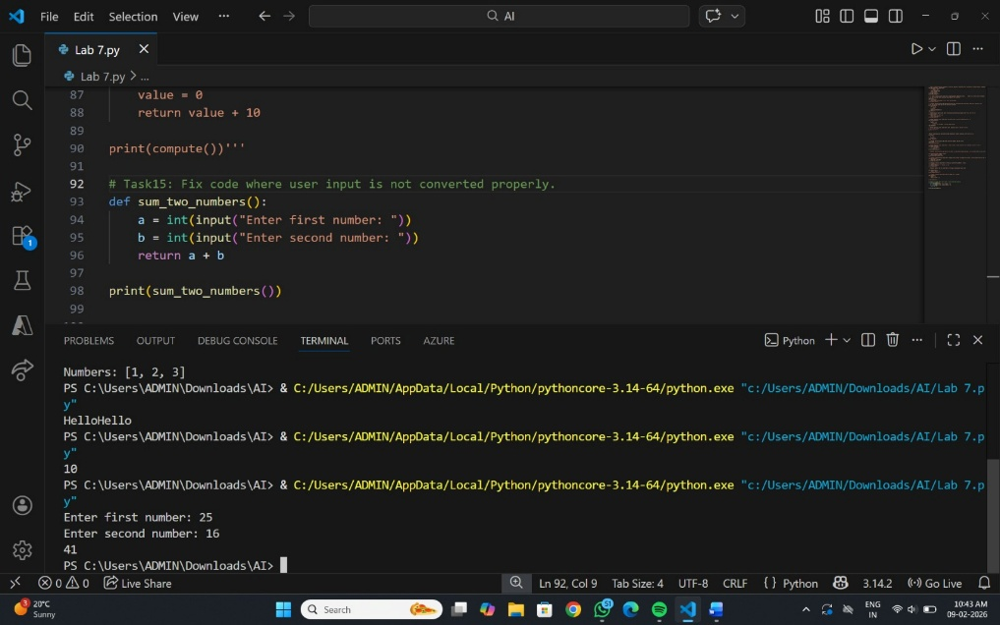 File Edit Selection View ··· AI
Lab 7.py
Lab 7.py > ...
87 value = 0
88 return value + 10
89
90 print(compute())'''
91
92 # Task15: Fix code where user input is not converted properly.
93 def sum_two_numbers():
94 a = int(input("Enter first number: "))
95 b = int(input("Enter second number: "))
96 return a + b
97
98 print(sum_two_numbers())
99
1
PROBLEMS OUTPUT DEBUG CONSOLE TERMINAL PORTS AZURE Python
Numbers: [1, 2, 3]
PS C:\Users\ADMIN\Downloads\AI> & C:/Users/ADMIN/AppData/Local/Python/pythoncore-3.14-64/python.exe "c:/Users/ADMIN/Downloads/AI/Lab 7.p
y"
HelloHello
PS C:\Users\ADMIN\Downloads\AI> & C:/Users/ADMIN/AppData/Local/Python/pythoncore-3.14-64/python.exe "c:/Users/ADMIN/Downloads/AI/Lab 7.p
y"
10
PS C:\Users\ADMIN\Downloads\AI> & C:/Users/ADMIN/AppData/Local/Python/pythoncore-3.14-64/python.exe "c:/Users/ADMIN/Downloads/AI/Lab 7.p
y"
Enter first number: 25
Enter second number: 16
41
PS C:\Users\ADMIN\Downloads\AI>
0 0 Live Share Ln 92, Col 9 Tab Size: 4 UTF-8 CRLF { } Python 3.14.2 Go Live
3 20°C
Sunny
Search
51
ENG
IN
10:43 AM
09-02-2026